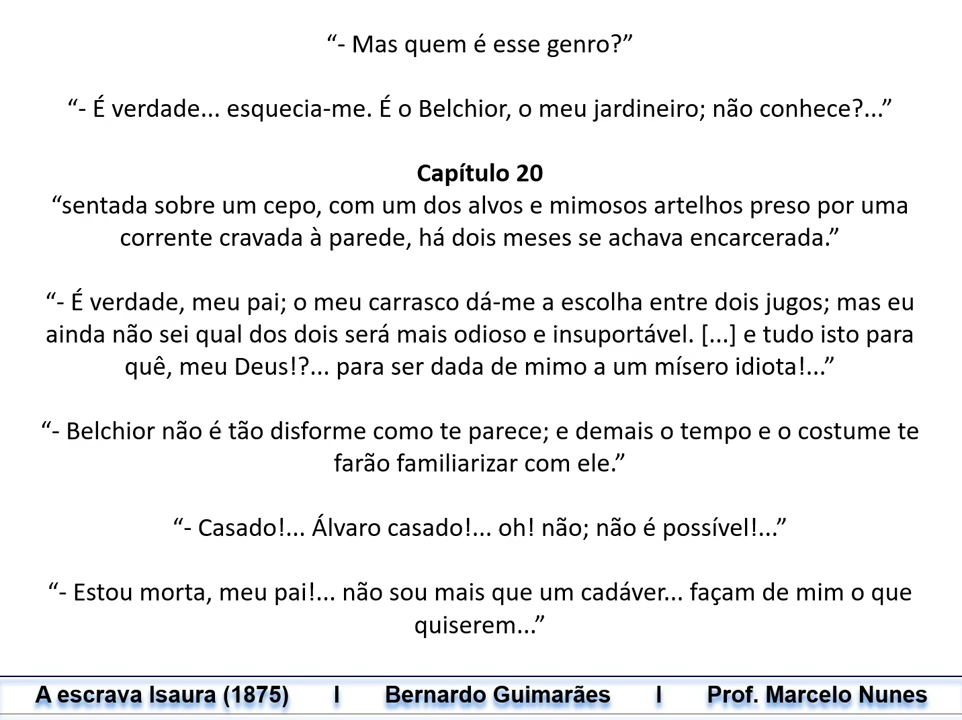 “- Mas quem é esse genro?”
“- É verdade... esquecia-me. É o Belchior, o meu jardineiro; não conhece?...”
Capítulo 20
“sentada sobre um cepo, com um dos alvos e mimosos artelhos preso por uma
corrente cravada à parede, há dois meses se achava encarcerada.”
“- É verdade, meu pai; o meu carrasco dá-me a escolha entre dois jugos; mas eu
ainda não sei qual dos dois será mais odioso e insuportável. [...] e tudo isto para
quê, meu Deus!?... para ser dada de mimo a um mísero idiota!...”
“- Belchior não é tão disforme como te parece; e demais o tempo e o costume te
farão familiarizar com ele.”
“- Casado!... Álvaro casado!... oh! não; não é possível!...”
“- Estou morta, meu pai!... não sou mais que um cadáver... façam de mim o que
quiserem...”
A escrava Isaura (1875) I Bernardo Guimarães I Prof. Marcelo Nunes